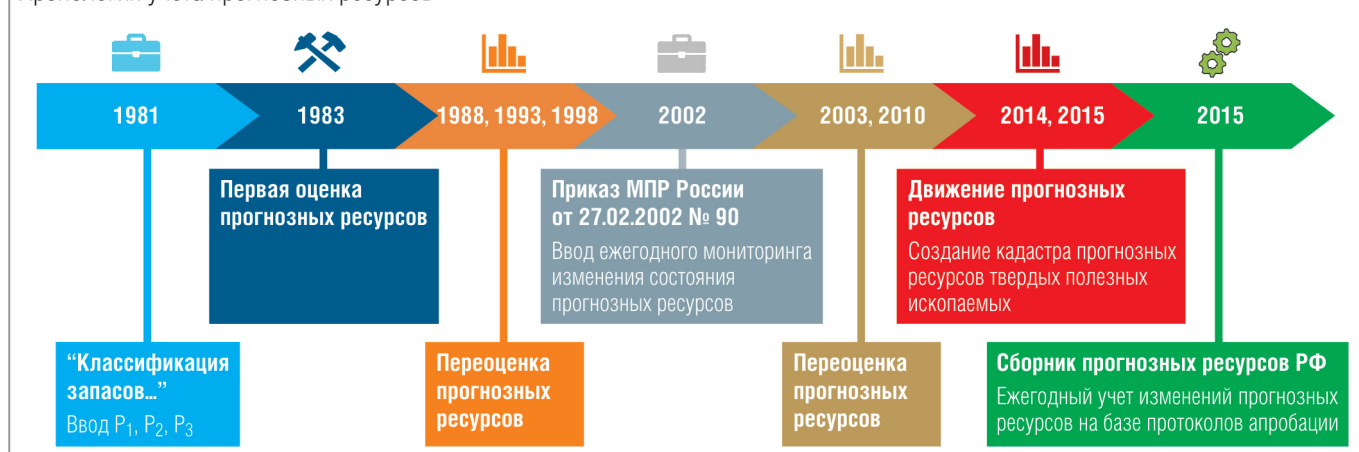 1981
1983
1988, 1993, 1998
2002
2003, 2010
2014, 2015
2015
Первая оценка
прогнозных ресурсов
Приказ МПР России
от 27.02.2002 № 90
Ввод ежегодного мониторинга
изменения состояния
прогнозных ресурсов
Движение прогнозных
ресурсов
Создание кадастра прогнозных
ресурсов твердых полезных
ископаемых
“Классификация
запасов...”
Ввод P₁, P₂, P₃
Переоценка
прогнозных
ресурсов
Переоценка
прогнозных
ресурсов
Сборник прогнозных ресурсов РФ
Ежегодный учет изменений прогнозных
ресурсов на базе протоколов апробации